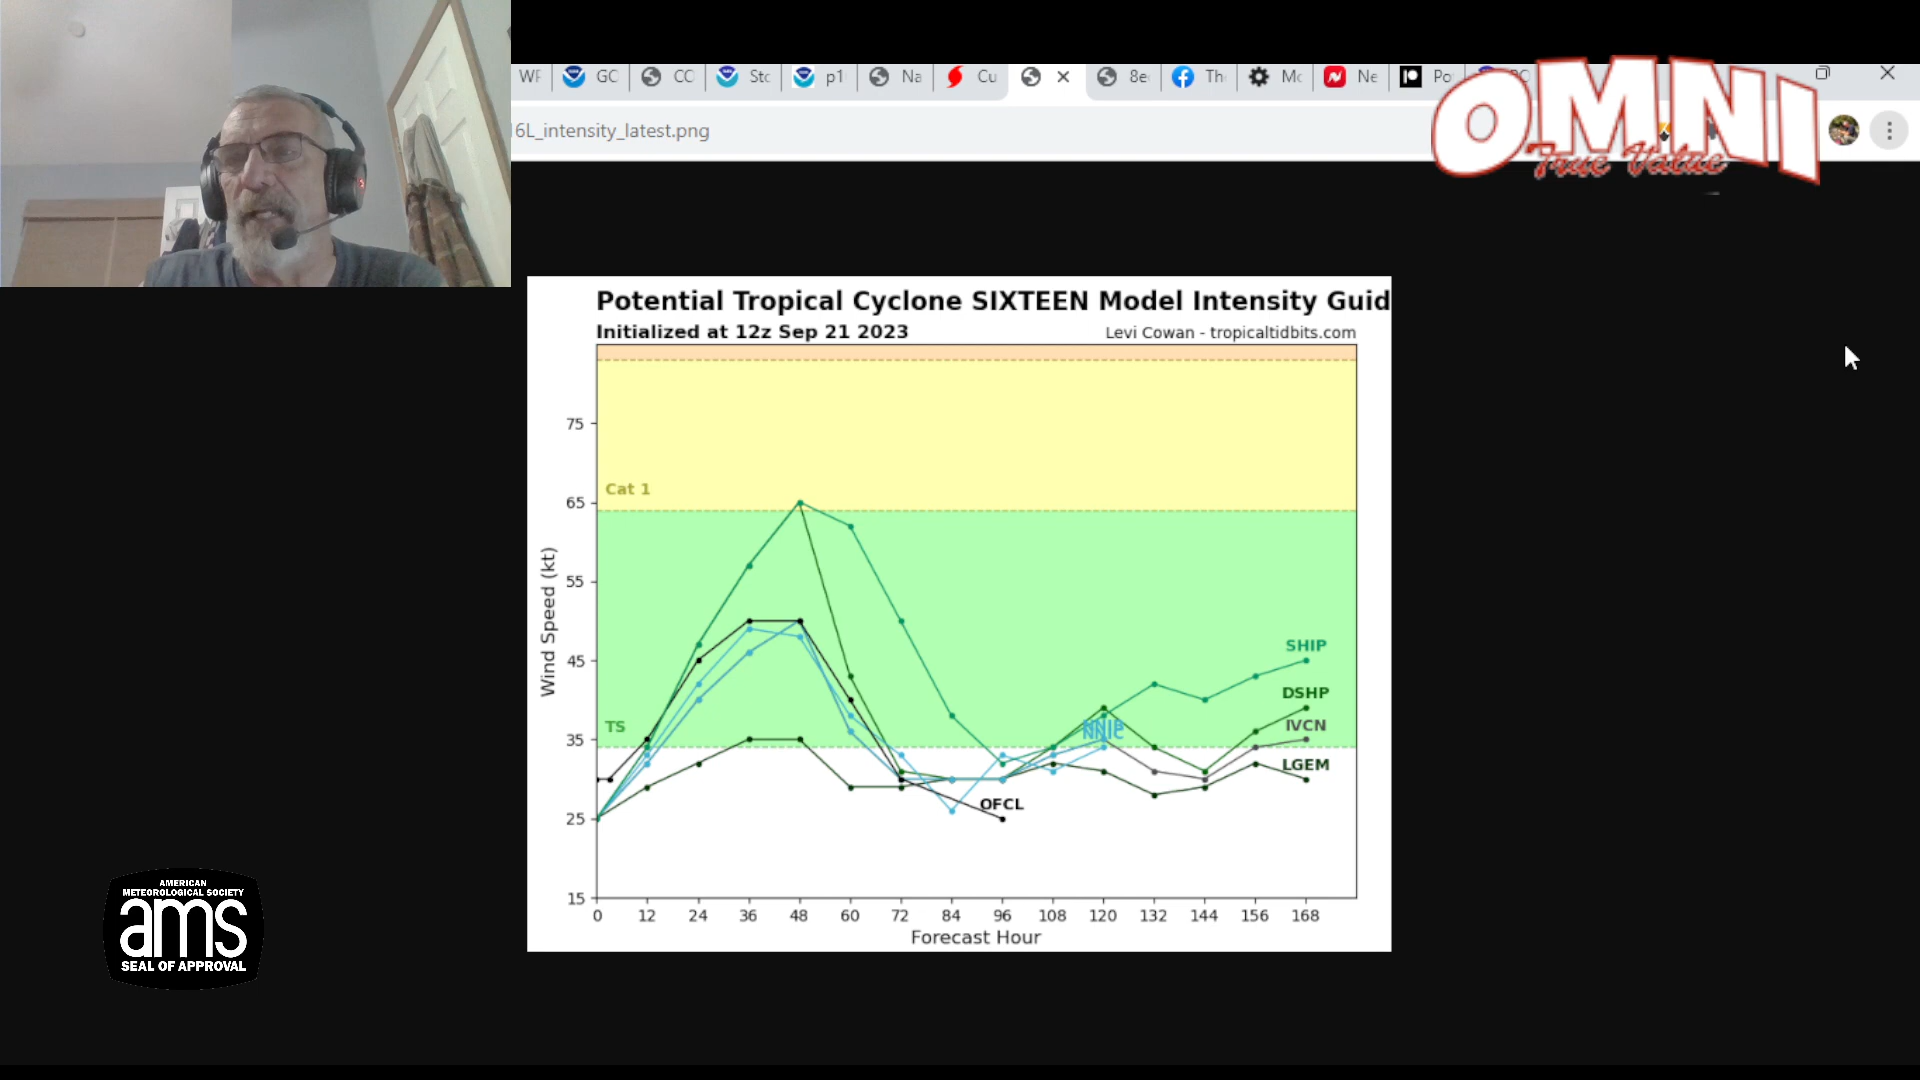 WF
GC
CC
Stc
p1
Na
Cu
8e
Th
Mc
Ne
Po
6L_intensity_latest.png
OMNI
True Value
Potential Tropical Cyclone SIXTEEN Model Intensity Guid
Initialized at 12z Sep 21 2023
Levi Cowan - tropicaltidbits.com
75
Cat 1
65
55
Wind Speed (kt)
45
SHIP
DSHP
TS
NNIC
IVCN
35
LGEM
OFCL
25
15
0 12 24 36 48 60 72 84 96 108 120 132 144 156 168
Forecast Hour
AMERICAN
METEOROLOGICAL SOCIETY
ams
SEAL OF APPROVAL